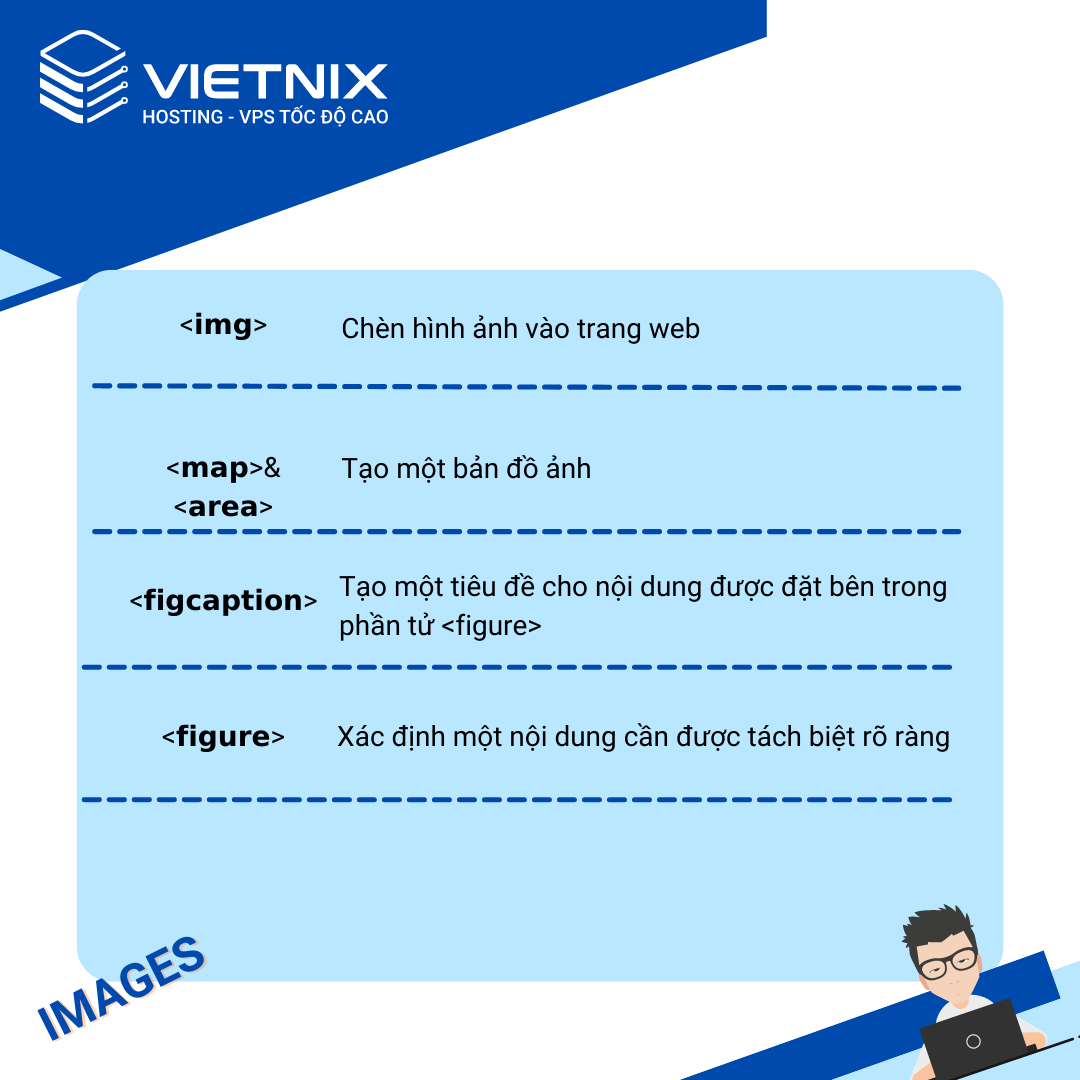 VIETNIX
HOSTING - VPS TỐC ĐỘ CAO
<img>
Chèn hình ảnh vào trang web
<map>&
<area>
Tạo một bản đồ ảnh
<figcaption>
Tạo một tiêu đề cho nội dung được đặt bên trong
phần tử <figure>
<figure>
Xác định một nội dung cần được tách biệt rõ ràng
IMAGES